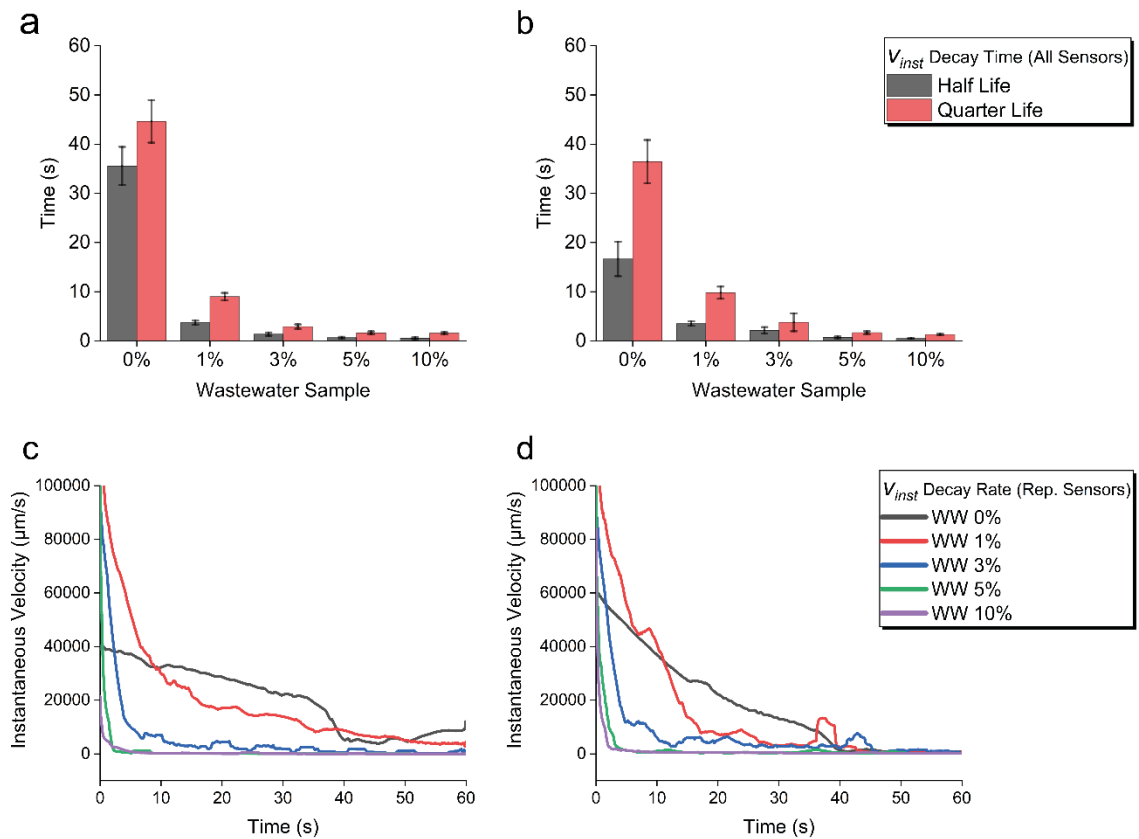 a
60
50
40
30
20
10
0
Time (s)
0% 1% 3% 5% 10%
Wastewater Sample
b
60
50
40
30
20
10
0
Time (s)
0% 1% 3% 5% 10%
Wastewater Sample
Vinst Decay Time (All Sensors)
Half Life
Quarter Life
c
100000
80000
60000
40000
20000
0
Instantaneous Velocity (µm/s)
0 10 20 30 40 50 60
Time (s)
d
100000
80000
60000
40000
20000
0
Instantaneous Velocity (µm/s)
0 10 20 30 40 50 60
Time (s)
Vinst Decay Rate (Rep. Sensors)
WW 0%
WW 1%
WW 3%
WW 5%
WW 10%